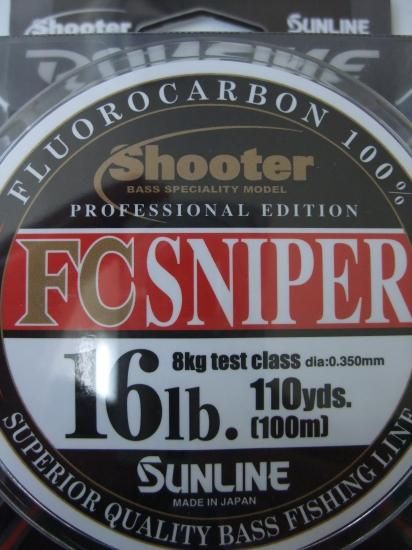 Shooter SUNLINE
FLUOROCARBON 100%
Shooter
BASS SPECIALITY MODEL
PROFESSIONAL EDITION
FC SNIPER
16lb.
8kg test class dia:0.350mm
110yds.
(100m)
SUNLINE
MADE IN JAPAN
SUPERIOR QUALITY BASS FISHING LINE